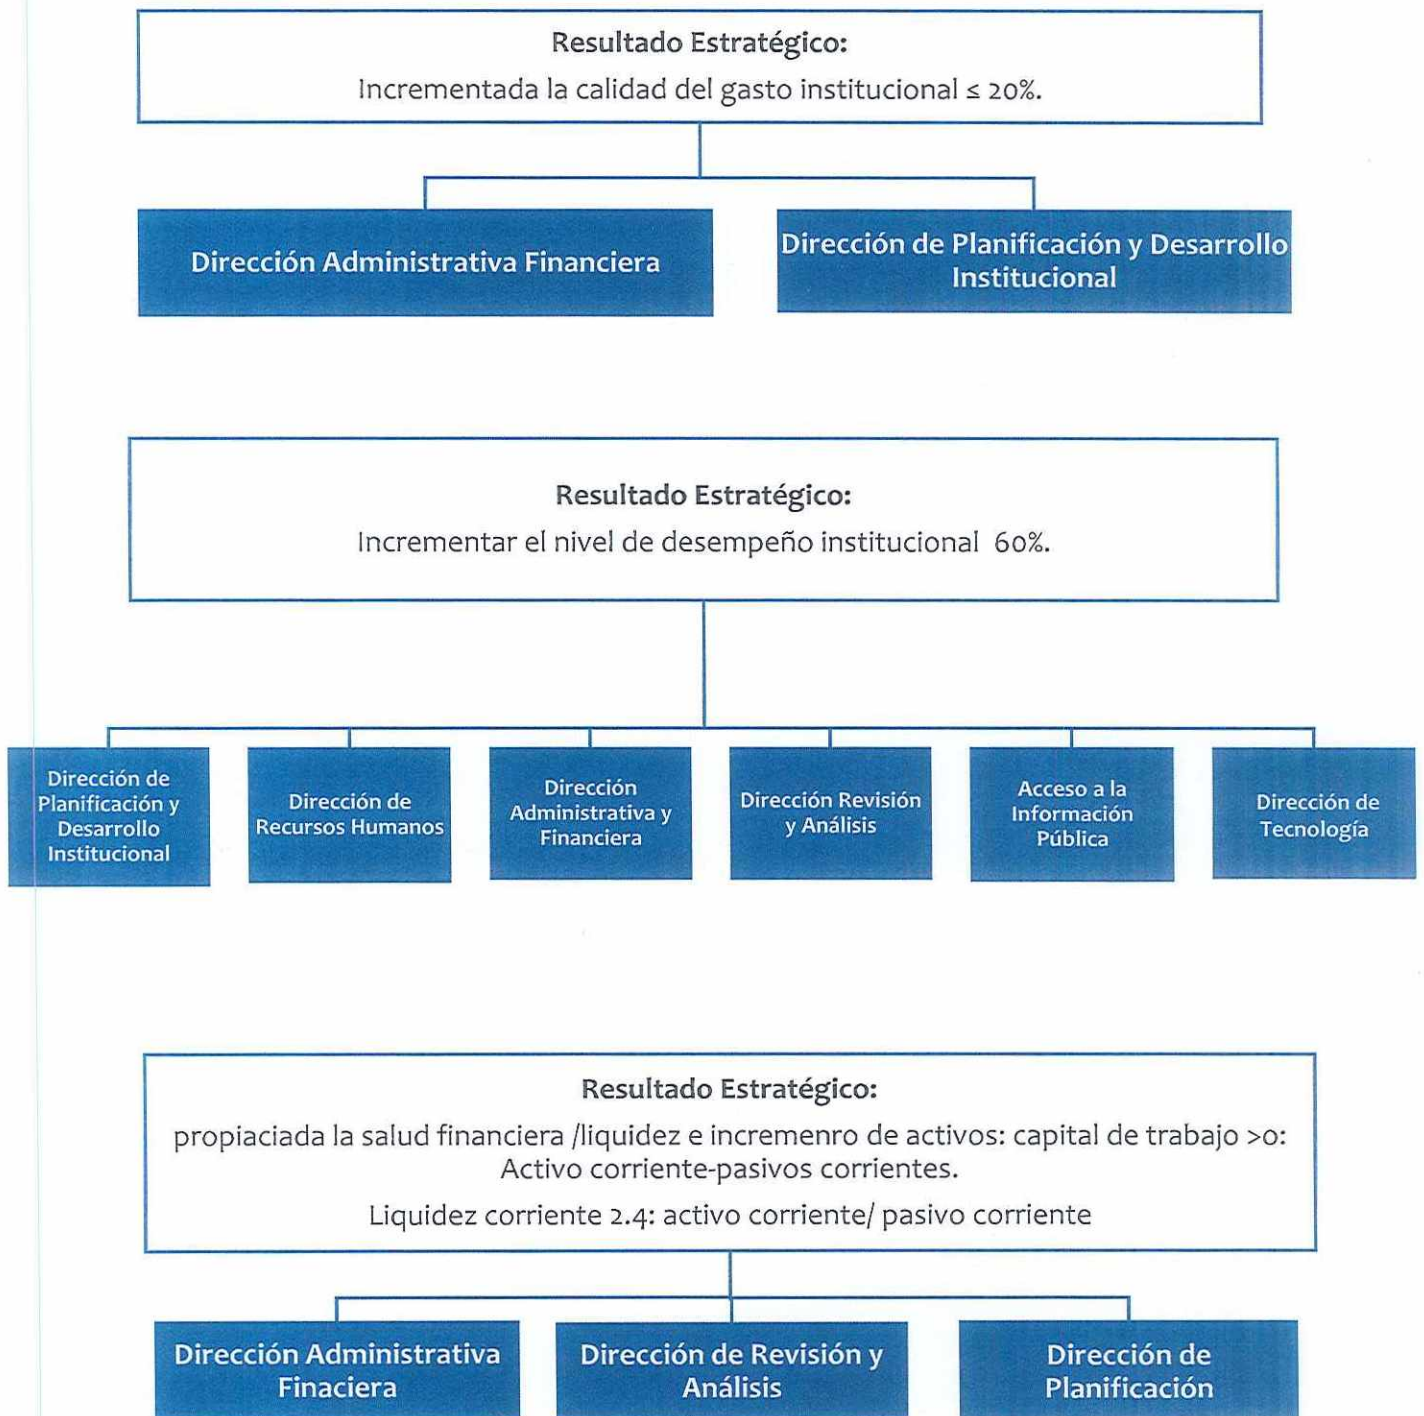 Resultado Estratégico:
Incrementada la calidad del gasto institucional ≤ 20%.
Dirección Administrativa Financiera
Dirección de Planificación y Desarrollo
Institucional
Resultado Estratégico:
Incrementar el nivel de desempeño institucional 60%.
Dirección de
Planificación y
Desarrollo
Institucional
Dirección de
Recursos Humanos
Dirección
Administrativa y
Financiera
Dirección Revisión
y Análisis
Acceso a la
Información
Pública
Dirección de
Tecnología
Resultado Estratégico:
propiaciada la salud financiera /liquidez e incremenro de activos: capital de trabajo >0:
Activo corriente-pasivos corrientes.
Liquidez corriente 2.4: activo corriente/ pasivo corriente
Dirección Administrativa
Finaciera
Dirección de Revisión y
Análisis
Dirección de
Planificación